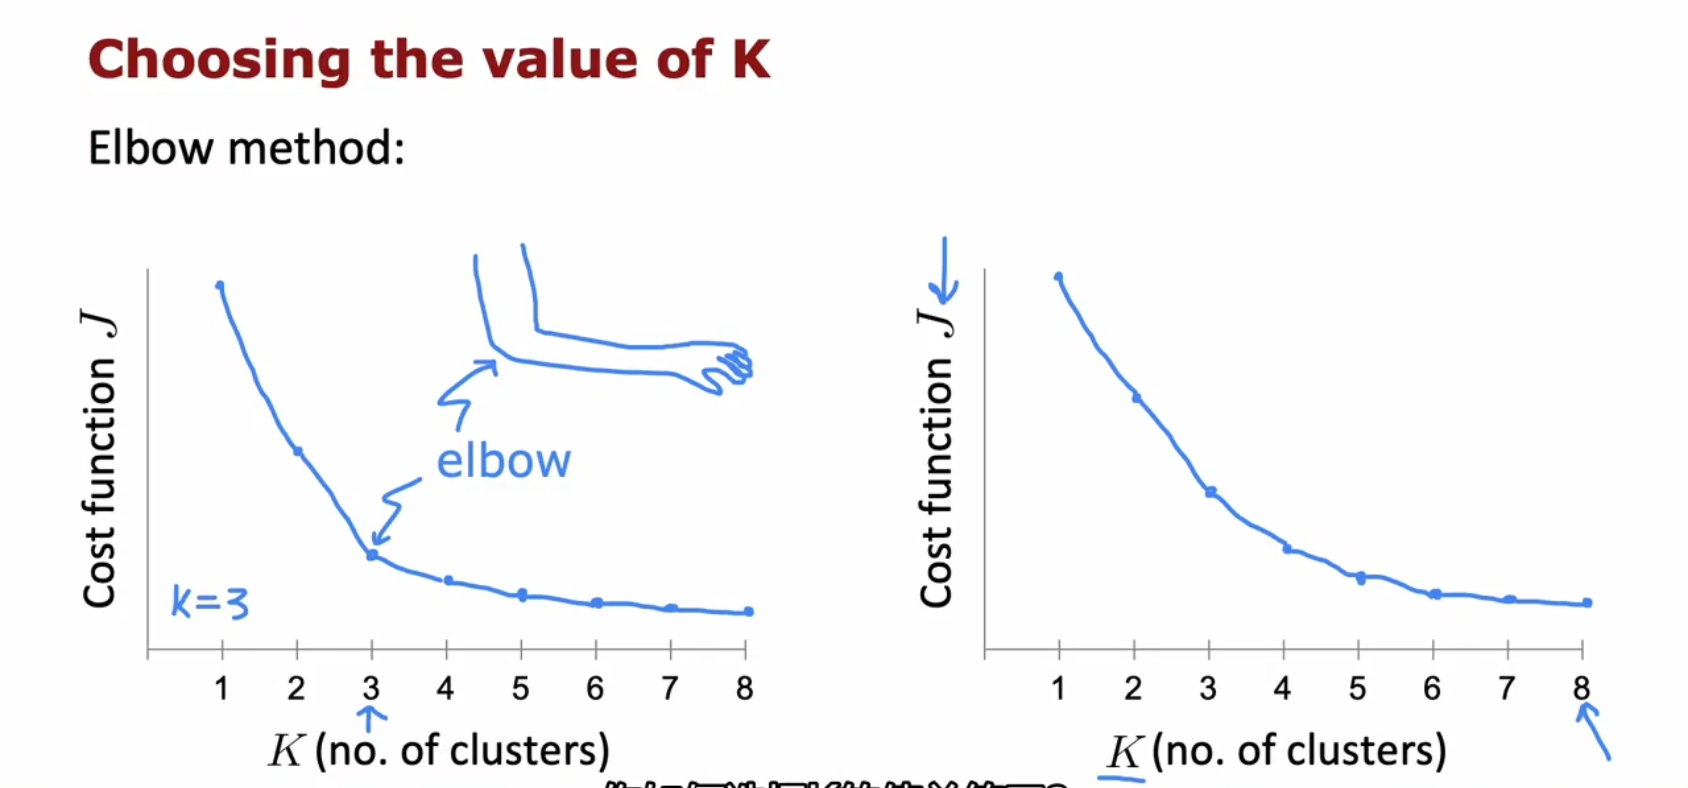 Choosing the value of K
Elbow method:
Cost function J
elbow
k=3
1 2 3 4 5 6 7 8
K (no. of clusters)
Cost function J
1 2 3 4 5 6 7 8
K (no. of clusters)